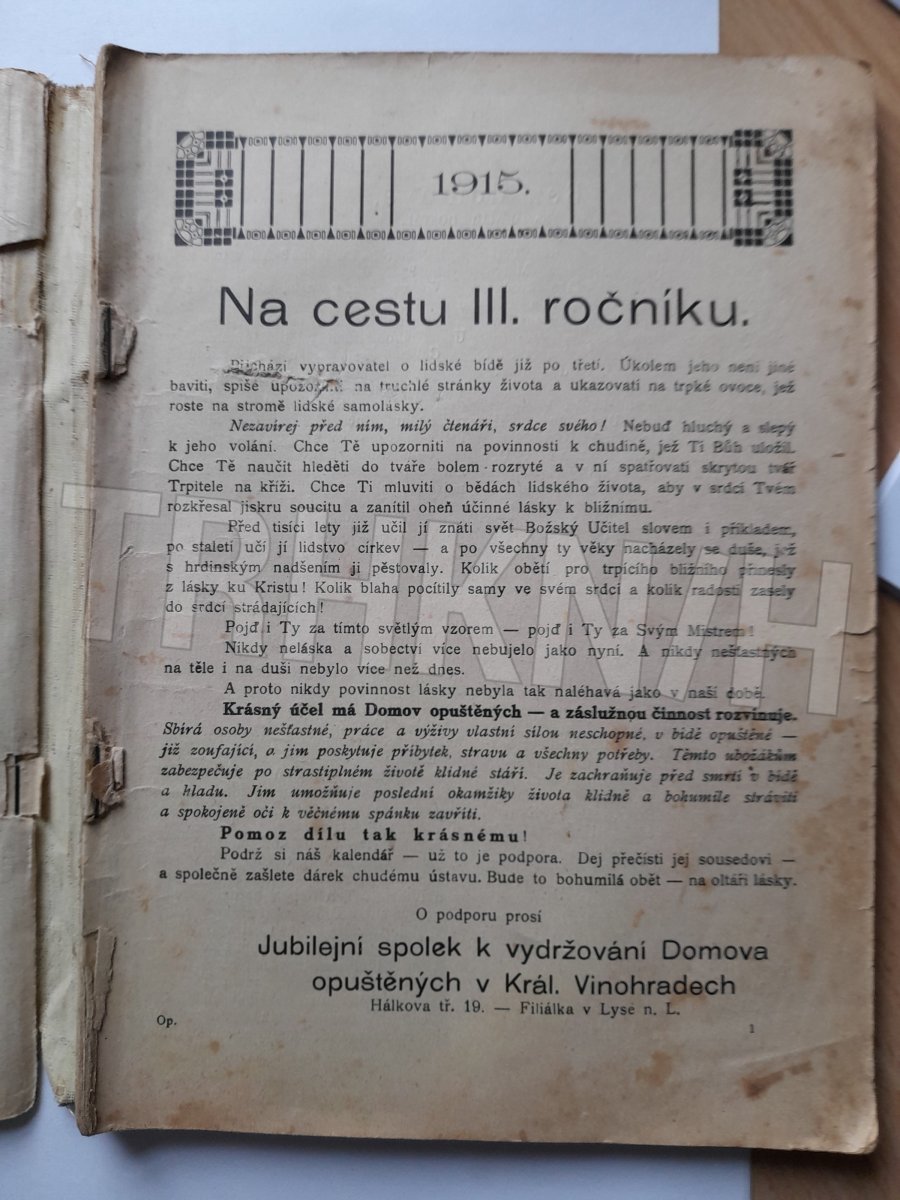 1915.
Na cestu III. ročníku.
Přichází vypravovatel o lidské bídě již po třetí. Úkolem jeho není jiné
baviti, spíše upozorniti na truchlé stránky života a ukazovati na trpké ovoce, jež
roste na stromě lidské samolásky.
Nezavírej před ním, milý čtenáři, srdce svého! Nebuď hluchý a slepý
k jeho volání. Chce Tě upozorniti na povinnosti k chudině, jež Ti Bůh uložil.
Chce Tě naučit hleděti do tváře bolem rozryté a v ní spatřovati skrytou tvář
Trpitele na kříži. Chce Ti mluviti o bědách lidského života, aby v srdci Tvém
rozkřesal jiskru soucitu a zanítil oheň účinné lásky k bližnímu.
Před tisíci lety již učil jí znáti svět Božský Učitel slovem i příkladem,
po staletí učí jí lidstvo církev — a po všechny ty věky nacházely se duše, jež
s hrdinským nadšením ji pěstovaly. Kolik obětí pro trpícího bližního přinesly
z lásky ku Kristu! Kolik blaha pocítily samy ve svém srdci a kolik radosti zasely
do srdcí strádajících!
Pojď i Ty za tímto světlým vzorem — pojď i Ty za Svým Mistrem!
Nikdy neláska a sobectví více nebujelo jako nyní. A nikdy nešťastných
na těle i na duši nebylo více než dnes.
A proto nikdy povinnost lásky nebyla tak naléhavá jako v naší době.
Krásný účel má Domov opuštěných — a záslužnou činnost rozvinuje.
Sbírá osoby nešťastné, práce a výživy vlastní silou neschopné, v bídě opuštěné —
již zoufající, a jim poskytuje příbytek, stravu a všechny potřeby. Těmto ubožákům
zabezpečuje po strastiplném životě klidné stáří. Je zachraňuje před smrtí v bídě
a hladu. Jim umožňuje poslední okamžiky života klidně a bohumile stráviti
a spokojeně oči k věčnému spánku zavříti.
Pomoz dílu tak krásnému!
Podrž si náš kalendář — už to je podpora. Dej přečísti jej sousedovi —
a společně zašlete dárek chudému ústavu. Bude to bohumilá obět — na oltáři lásky.
O podporu prosí
Jubilejní spolek k vydržování Domova
opuštěných v Král. Vinohradech
Hálkova tř. 19. — Filiálka v Lyse n. L.
Op. 1
TRHKNIH